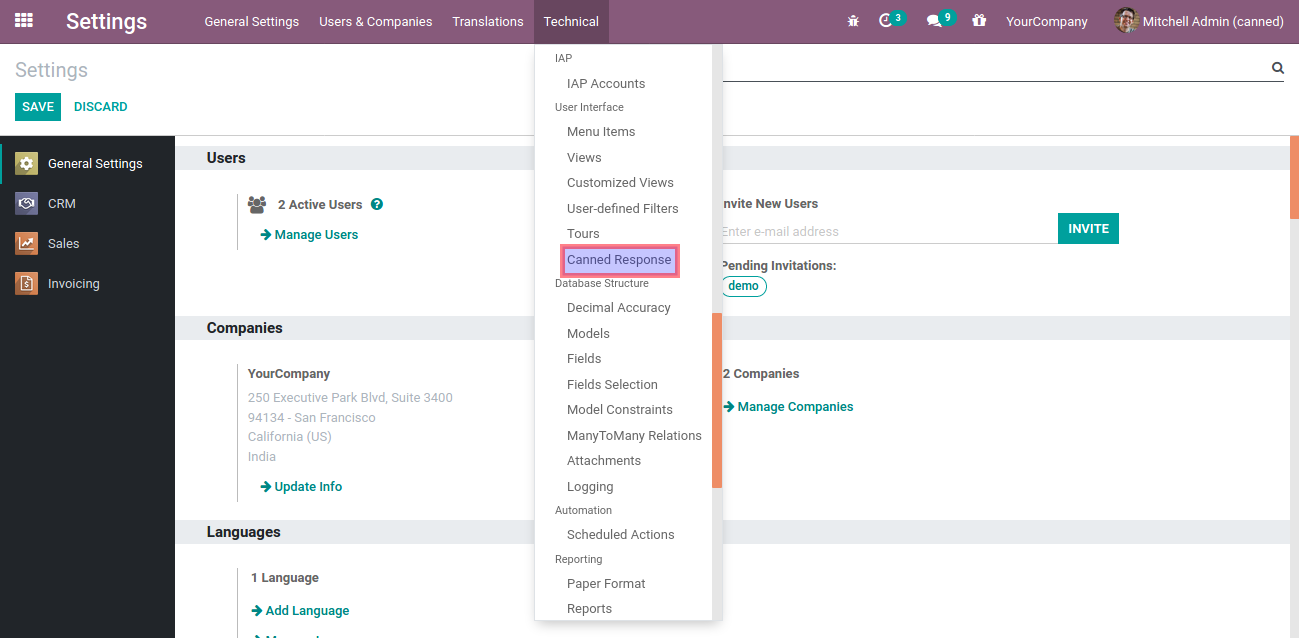 Settings
General Settings
Users & Companies
Translations
Technical
3
9
YourCompany
Mitchell Admin (canned)
Settings
SAVE
DISCARD
General Settings
CRM
Sales
Invoicing
IAP
IAP Accounts
User Interface
Menu Items
Views
Customized Views
User-defined Filters
Tours
Canned Response
Database Structure
Decimal Accuracy
Models
Fields
Fields Selection
Model Constraints
ManyToMany Relations
Attachments
Logging
Automation
Scheduled Actions
Reporting
Paper Format
Reports
Users
2 Active Users ?
Manage Users
nvite New Users
Enter e-mail address
INVITE
Pending Invitations:
demo
Companies
YourCompany
250 Executive Park Blvd, Suite 3400
94134 - San Francisco
California (US)
India
Update Info
2 Companies
Manage Companies
Languages
1 Language
Add Language